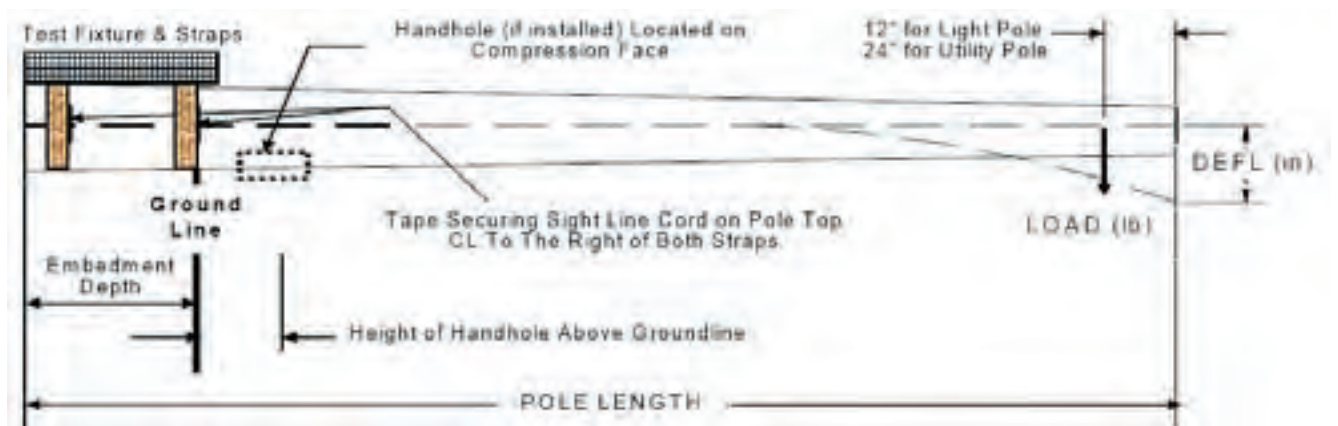 Test Fixture & Straps
Handhole (if installed) Located on
Compression Face
12" for Light Pole
24" for Utility Pole
DEFL (in)
Ground
Line
Tape Securing Sight Line Cord on Pole Top
CL To The Right of Both Straps
LOAD (lb)
Embedment
Depth
Height of Handhole Above Groundline
POLE LENGTH